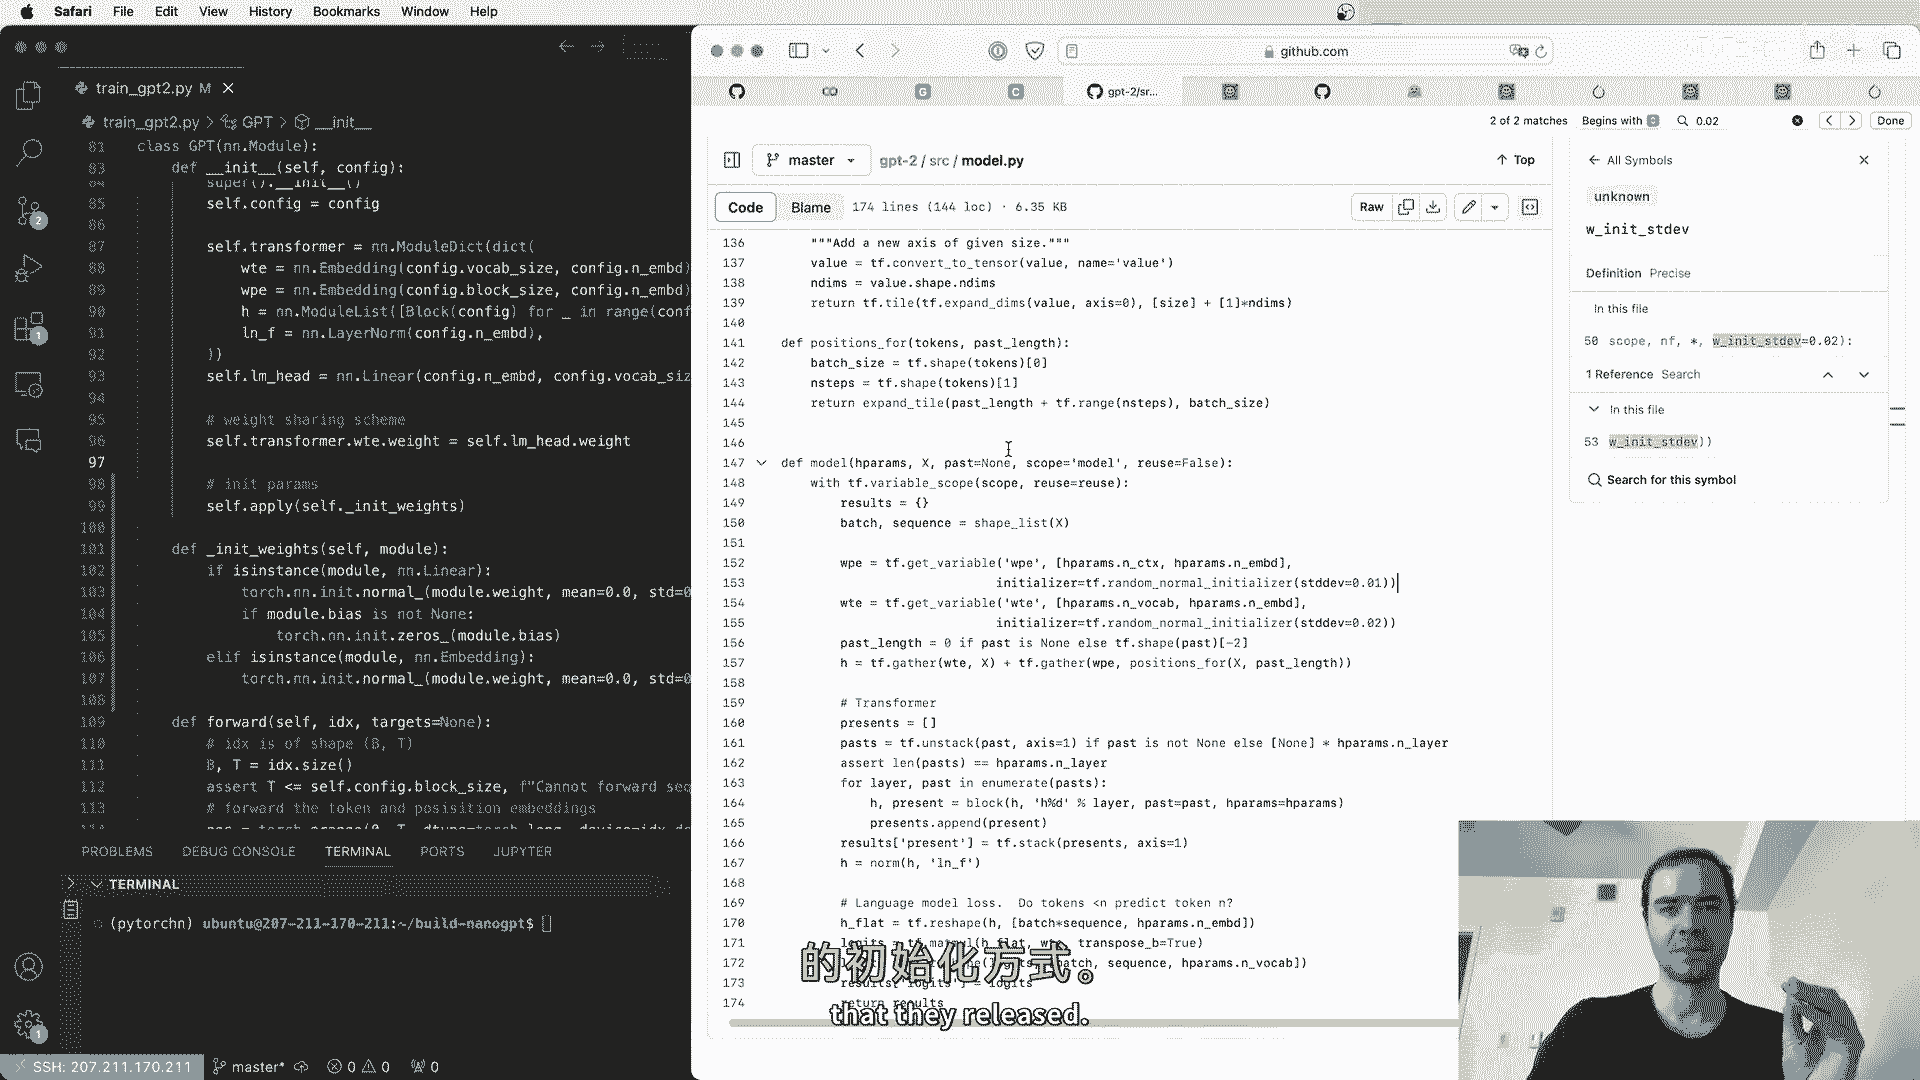 Safari File Edit View History Bookmarks Window Help
train_gpt2.py M
train_gpt2.py > GPT > __init__
81 class GPT(nn.Module):
83 def __init__(self, config):
84 super().__init__()
85 self.config = config
86
87 self.transformer = nn.ModuleDict(dict(
88 wte = nn.Embedding(config.vocab_size, config.n_embd)
89 wpe = nn.Embedding(config.block_size, config.n_embd)
90 h = nn.ModuleList([Block(config) for _ in range(conf
91 ln_f = nn.LayerNorm(config.n_embd),
92 ))
93 self.lm_head = nn.Linear(config.n_embd, config.vocab_siz
94
95 # weight sharing scheme
96 self.transformer.wte.weight = self.lm_head.weight
97
98 # init params
99 self.apply(self._init_weights)
100
101 def _init_weights(self, module):
102 if isinstance(module, nn.Linear):
103 torch.nn.init.normal_(module.weight, mean=0.0, std=0
104 if module.bias is not None:
105 torch.nn.init.zeros_(module.bias)
106 elif isinstance(module, nn.Embedding):
107 torch.nn.init.normal_(module.weight, mean=0.0, std=0
108
109 def forward(self, idx, targets=None):
110 # idx is of shape (B, T)
111 B, T = idx.size()
112 assert T <= self.config.block_size, f"Cannot forward seq
113 # forward the token and posisition embeddings
PROBLEMS DEBUG CONSOLE TERMINAL PORTS JUPYTER
TERMINAL
(pytorchn) ubuntu@207-211-170-211:~/build-nanogpt$
SSH: 207.211.170.211 master* 0 0 0
2
1
1
github.com
G C gpt-2/sr...
2 of 2 matches Begins with 0.02 Done
master gpt-2 / src / model.py Top
Code Blame 174 lines (144 loc) · 6.35 KB Raw
136 """Add a new axis of given size."""
137 value = tf.convert_to_tensor(value, name='value')
138 ndims = value.shape.ndims
139 return tf.tile(tf.expand_dims(value, axis=0), [size] + [1]*ndims)
140
141 def positions_for(tokens, past_length):
142 batch_size = tf.shape(tokens)[0]
143 nsteps = tf.shape(tokens)[1]
144 return expand_tile(past_length + tf.range(nsteps), batch_size)
145
146
147 def model(hparams, X, past=None, scope='model', reuse=False):
148 with tf.variable_scope(scope, reuse=reuse):
149 results = {}
150 batch, sequence = shape_list(X)
151
152 wpe = tf.get_variable('wpe', [hparams.n_ctx, hparams.n_embd],
153 initializer=tf.random_normal_initializer(stddev=0.01))
154 wte = tf.get_variable('wte', [hparams.n_vocab, hparams.n_embd],
155 initializer=tf.random_normal_initializer(stddev=0.02))
156 past_length = 0 if past is None else tf.shape(past)[-2]
157 h = tf.gather(wte, X) + tf.gather(wpe, positions_for(X, past_length))
158
159 # Transformer
160 presents = []
161 pasts = tf.unstack(past, axis=1) if past is not None else [None] * hparams.n_layer
162 assert len(pasts) == hparams.n_layer
163 for layer, past in enumerate(pasts):
164 h, present = block(h, 'h%d' % layer, past=past, hparams=hparams)
165 presents.append(present)
166 results['present'] = tf.stack(presents, axis=1)
167 h = norm(h, 'ln_f')
168
169 # Language model loss. Do tokens <n predict token n?
170 h_flat = tf.reshape(h, [batch*sequence, hparams.n_embd])
171 logits = tf.matmul(h_flat, wte, transpose_b=True)
172 batch, sequence, hparams.n_vocab])
173 results['logits'] = logits
174 return results
All Symbols
unknown
w_init_stdev
Definition Precise
In this file
50 scope, nf, *, w_init_stdev=0.02):
1 Reference Search
In this file
53 w_init_stdev))
Search for this symbol
的初始化方式。
that they released.